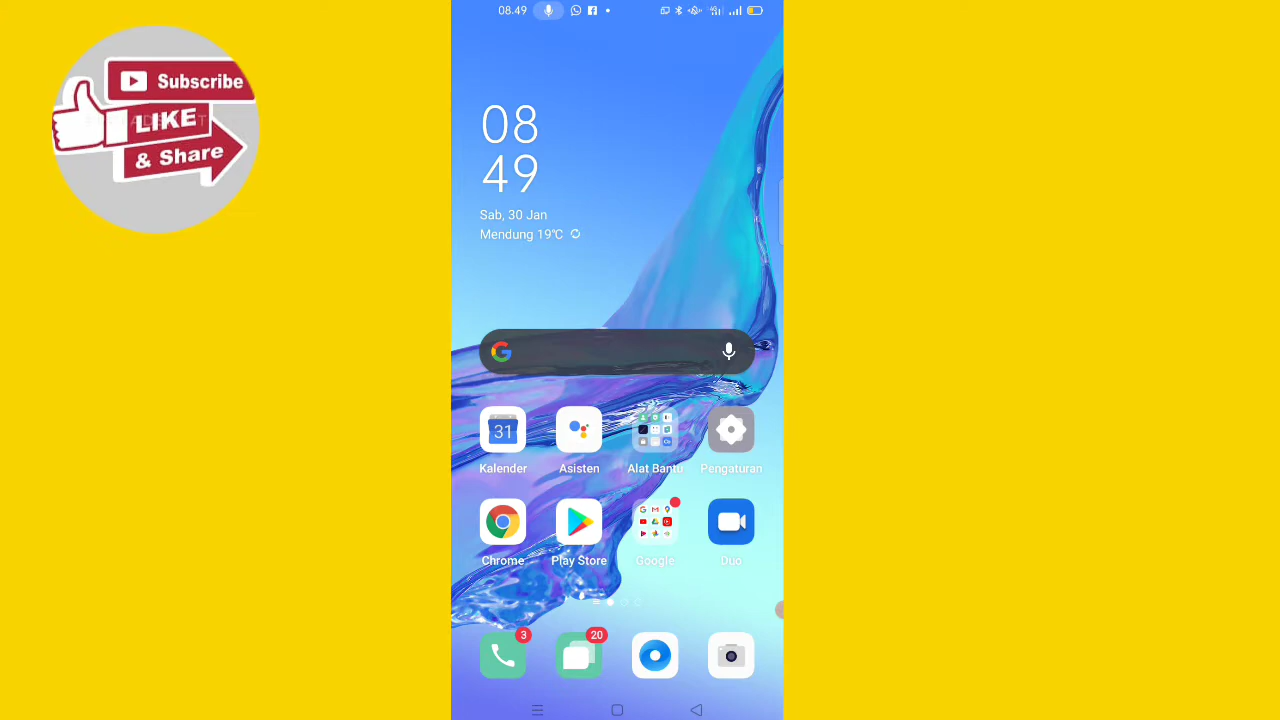 Subscribe
LIKE
& Share
08.49
08
49
Sab, 30 Jan
Mendung 19°C
31
Kalender
Asisten
Alat Bantu
Pengaturan
Chrome
Play Store
Google
Duo
3
20